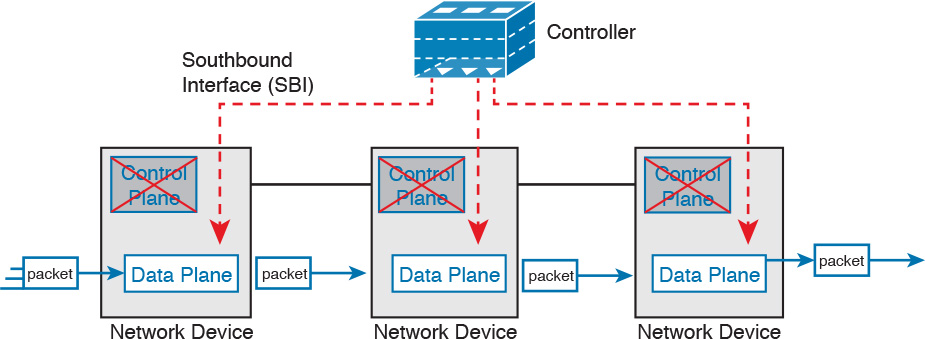 Controller
Southbound
Interface (SBI)
Control
Plane
Control
Plane
Control
Plane
packet
Data Plane
packet
Data Plane
packet
Data Plane
packet
Network Device
Network Device
Network Device